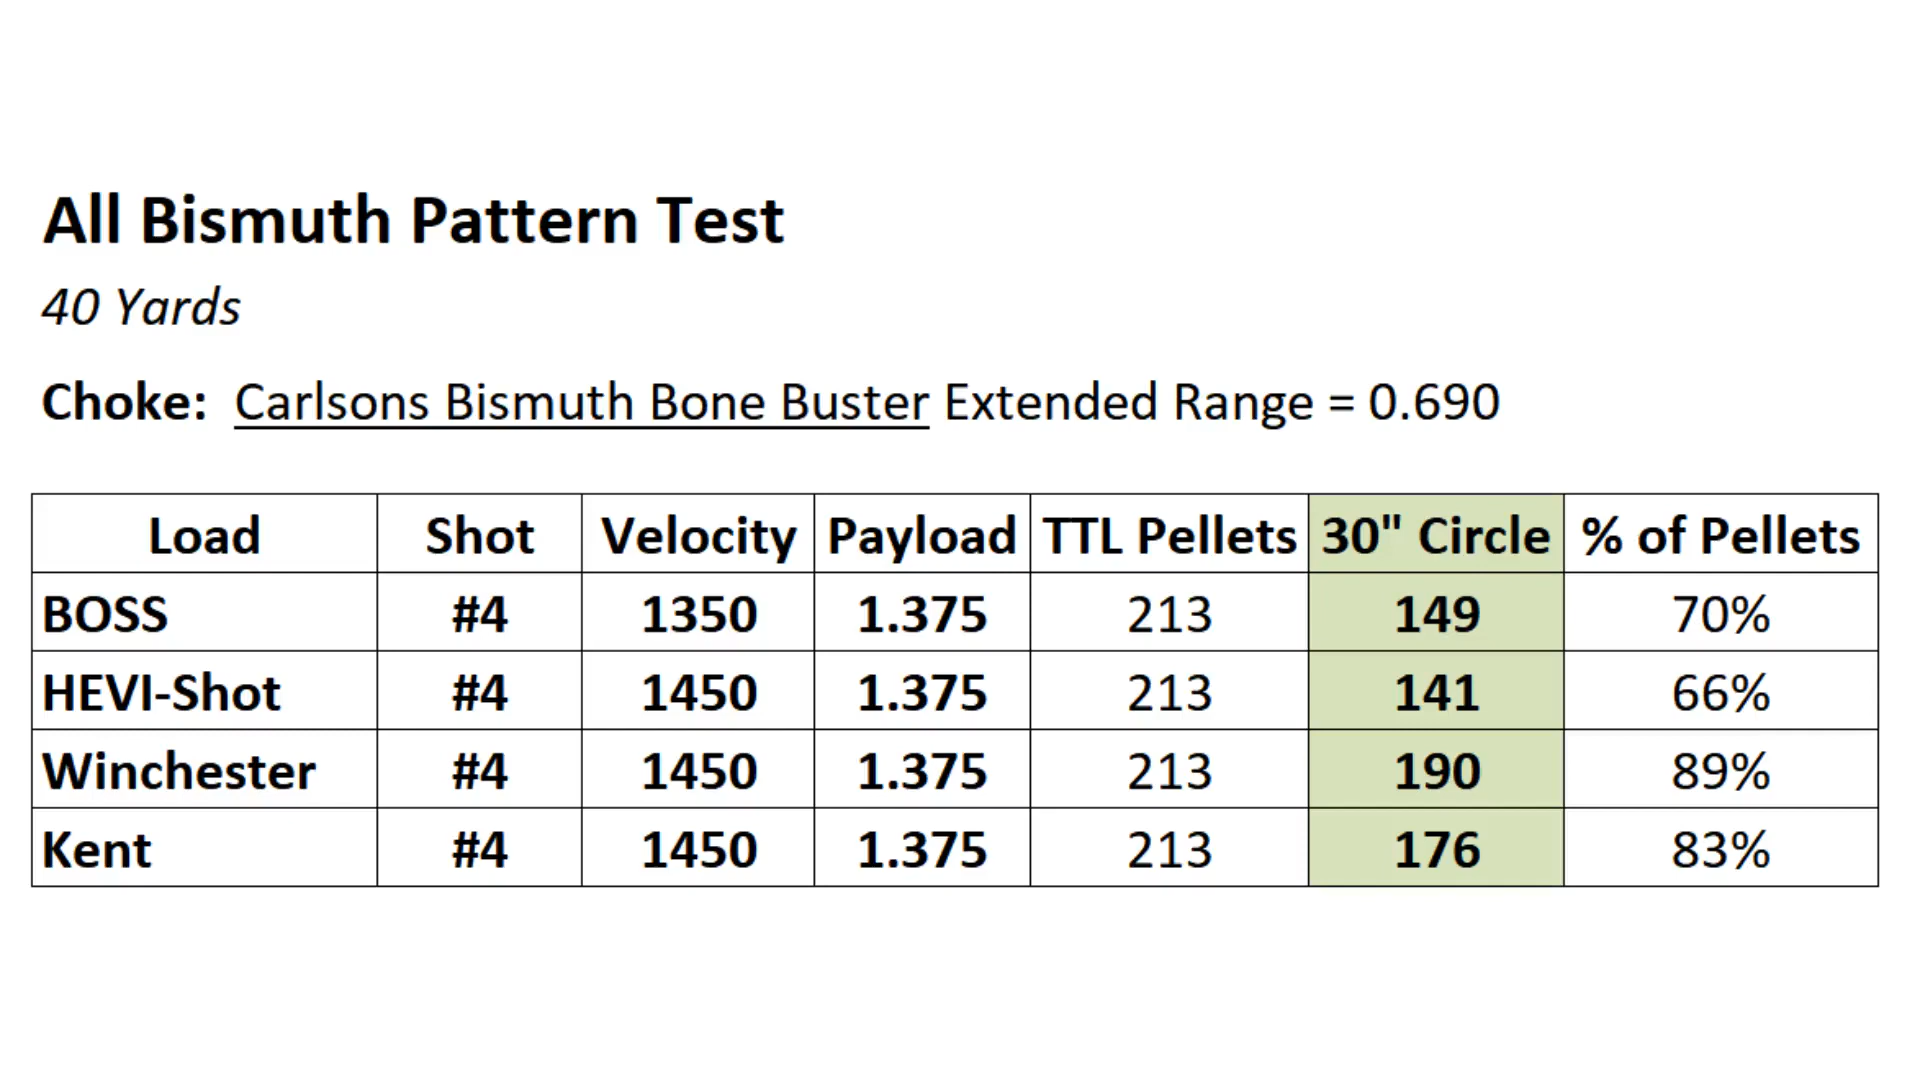 All Bismuth Pattern Test
40 Yards
Choke: Carlsons Bismuth Bone Buster Extended Range = 0.690
Load Shot Velocity Payload TTL Pellets 30" Circle % of Pellets
BOSS #4 1350 1.375 213 149 70%
HEVI-Shot #4 1450 1.375 213 141 66%
Winchester #4 1450 1.375 213 190 89%
Kent #4 1450 1.375 213 176 83%